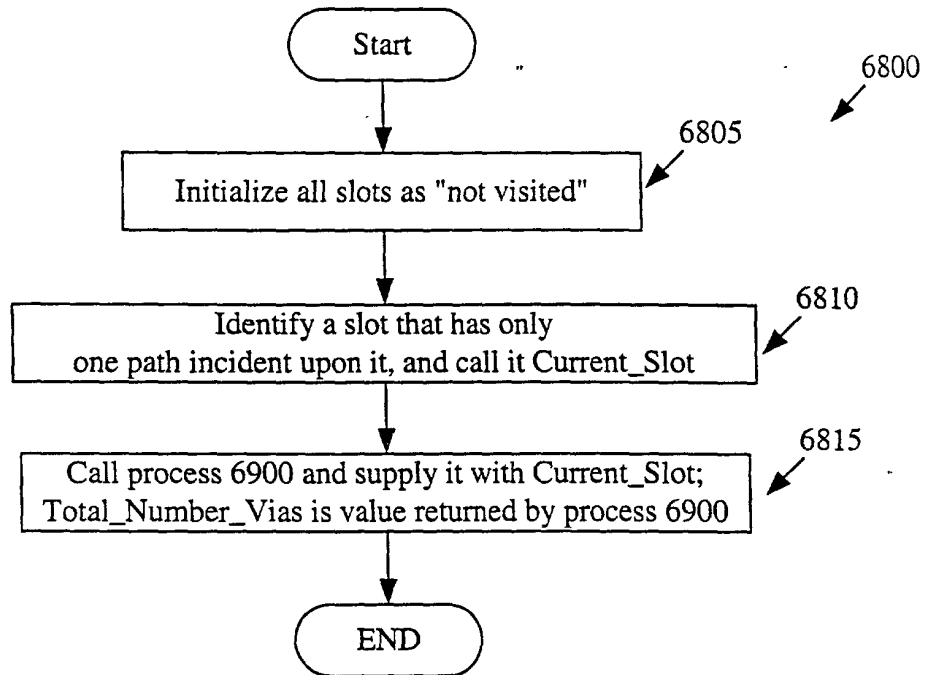 Start
6800
6805
Initialize all slots as "not visited"
6810
Identify a slot that has only
one path incident upon it, and call it Current_Slot
6815
Call process 6900 and supply it with Current_Slot;
Total_Number_Vias is value returned by process 6900
END